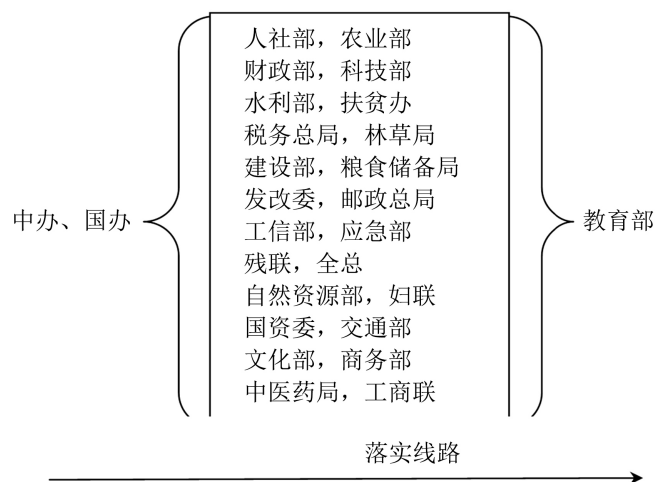 人社部，农业部
财政部，科技部
水利部，扶贫办
税务总局，林草局
建设部，粮食储备局
发改委，邮政总局
中办、国办
工信部，应急部
教育部
残联，全总
自然资源部，妇联
国资委，交通部
文化部，商务部
中医药局，工商联
落实线路